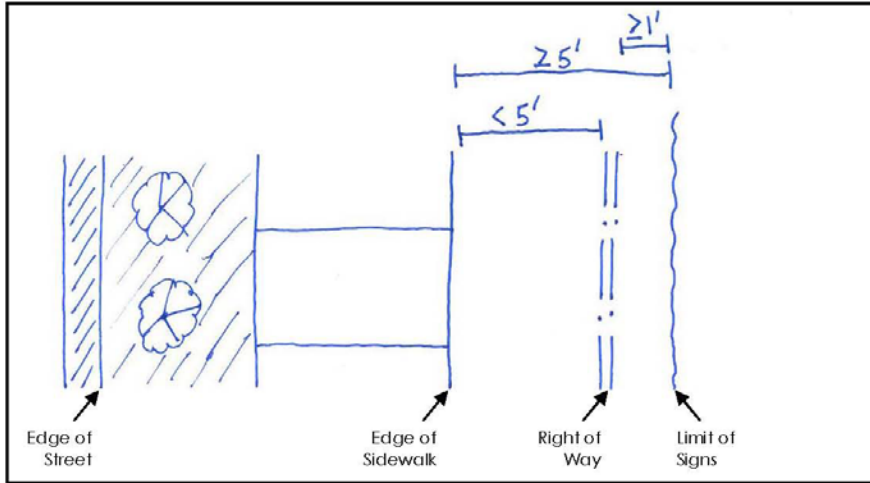 ≥1'
≥5'
<5'
Edge of
Street
Edge of
Sidewalk
Right of
Way
Limit of
Signs